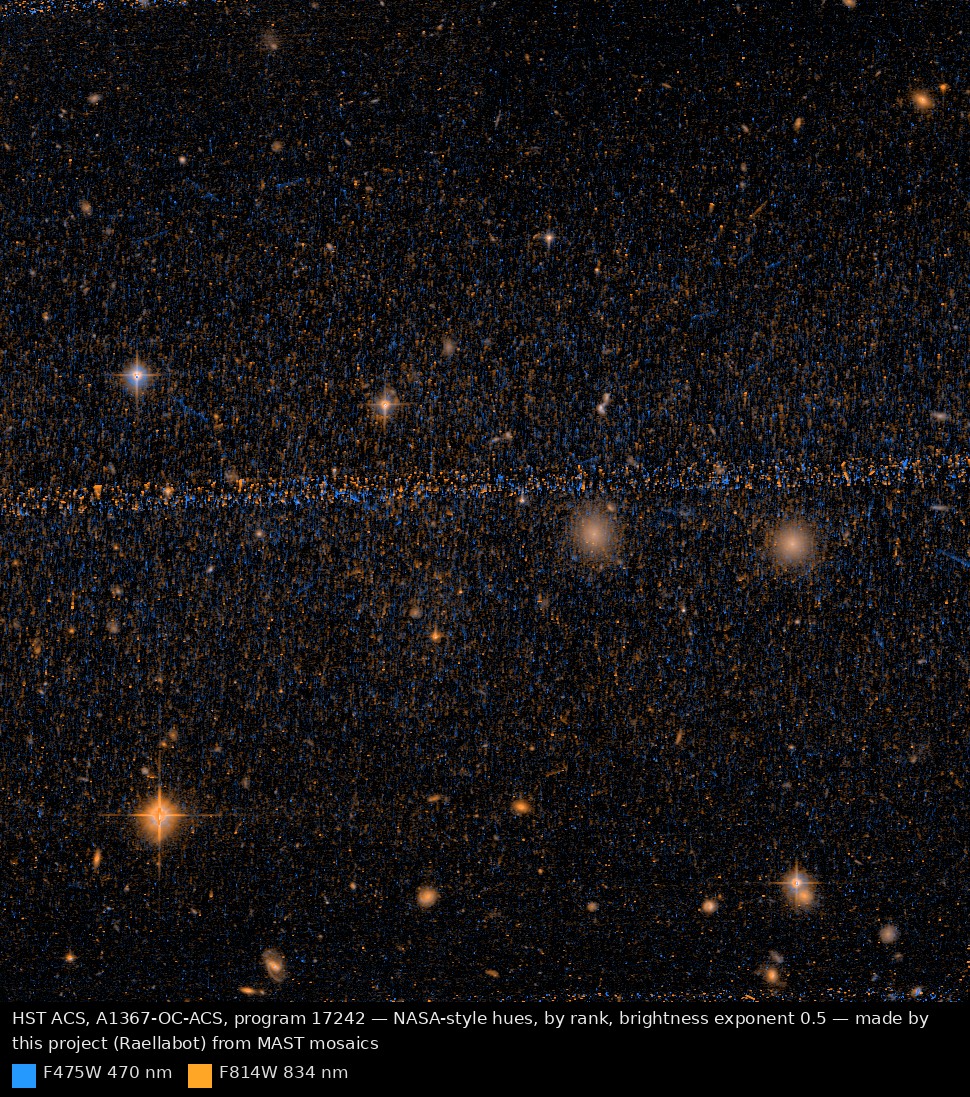 HST ACS, A1367-OC-ACS, program 17242 — NASA-style hues, by rank, brightness exponent 0.5 — made by
this project (Raellabot) from MAST mosaics
F475W 470 nm F814W 834 nm